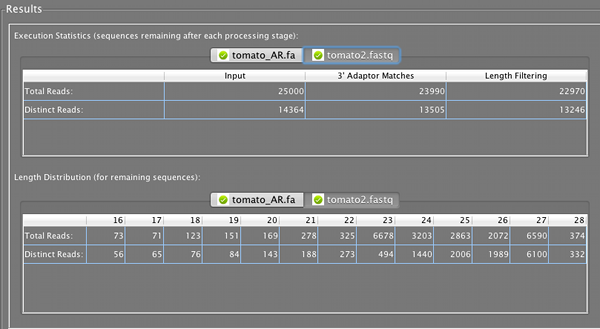 Results
Execution Statistics (sequences remaining after each processing stage):
tomato_AR.fa tomato2.fastq
Input 3' Adaptor Matches Length Filtering
Total Reads: 25000 23990 22970
Distinct Reads: 14364 13505 13246
Length Distribution (for remaining sequences):
tomato_AR.fa tomato2.fastq
16 17 18 19 20 21 22 23 24 25 26 27 28
Total Reads: 73 71 123 151 169 278 325 6678 3203 2863 2072 6590 374
Distinct Reads: 56 65 76 84 143 188 273 494 1440 2006 1989 6100 332